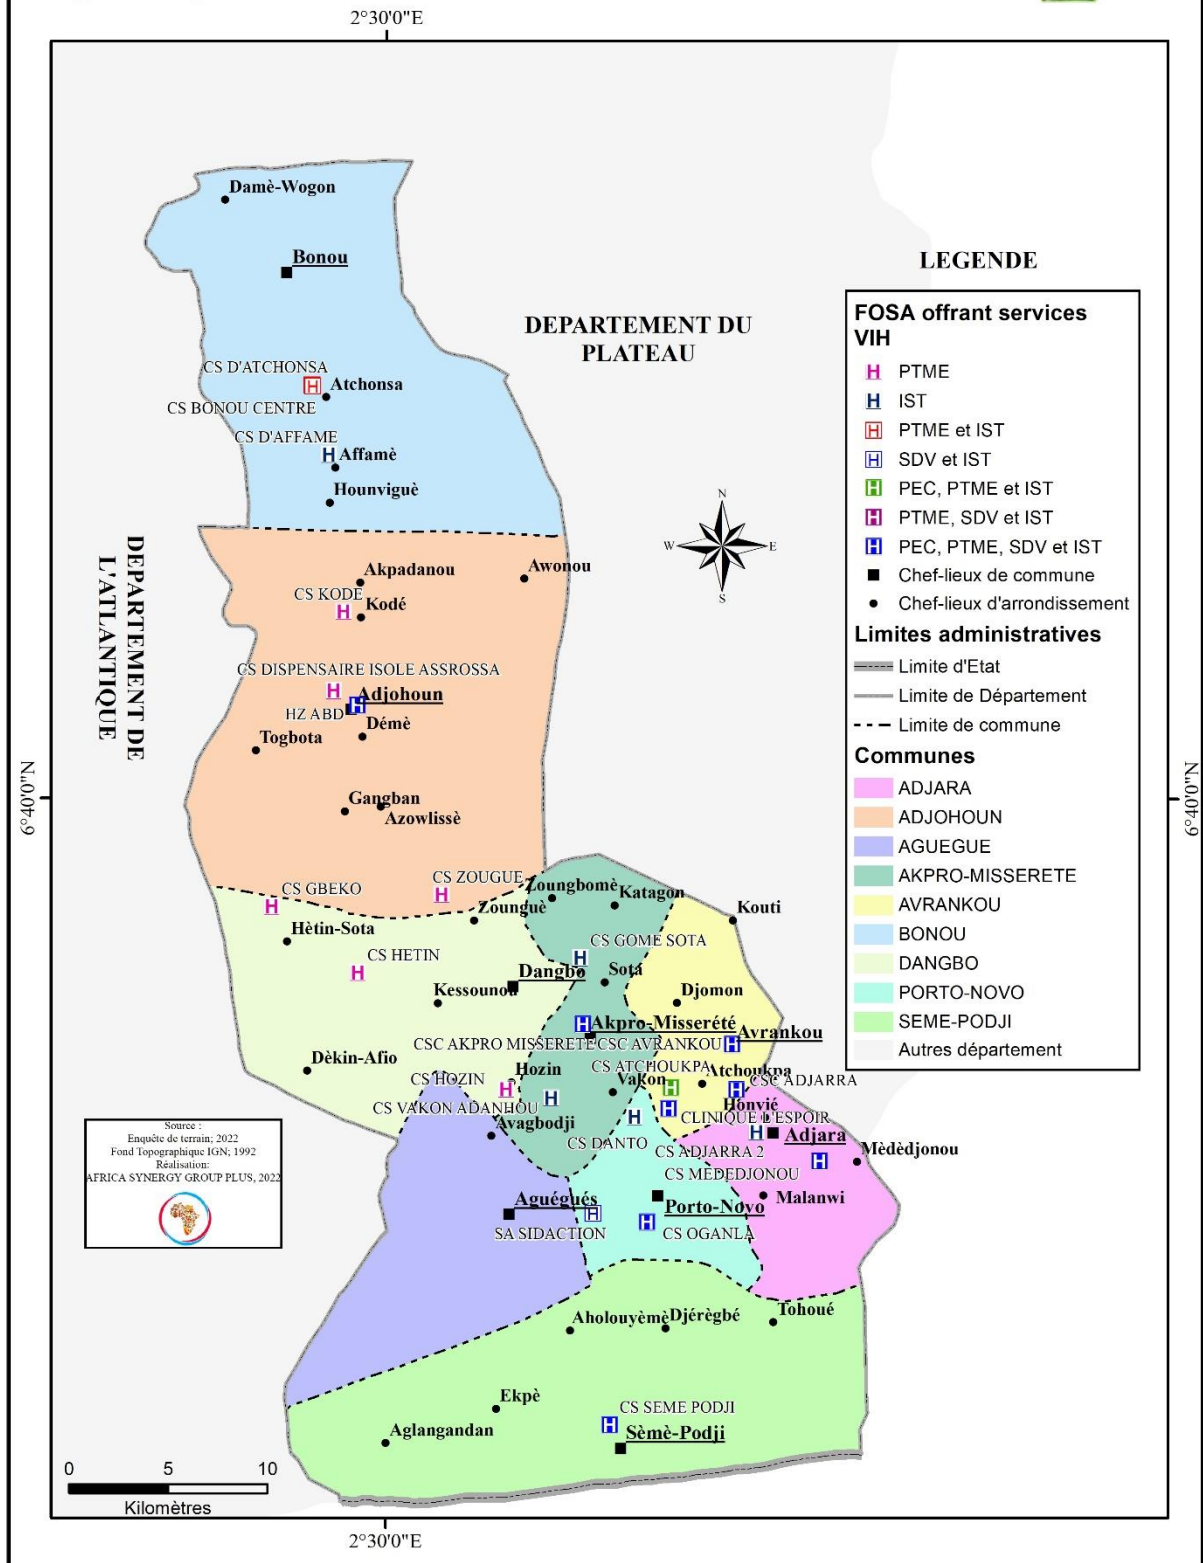 2°30'0"E
Damè-Wogon
Bonou
LEGENDE
DEPARTEMENT DU
PLATEAU
FOSA offrant services
VIH
PTME
IST
PTME et IST
SDV et IST
PEC, PTME et IST
PTME, SDV et IST
PEC, PTME, SDV et IST
Chef-lieux de commune
Chef-lieux d'arrondissement
Limites administratives
Limite d'Etat
Limite de Département
Limite de commune
Communes
ADJARA
ADJOHOUN
AGUEGUE
AKPRO-MISSERETE
AVRANKOU
BONOU
DANGBO
PORTO-NOVO
SEME-PODJI
Autres département
CS D'ATCHONSA
Atchonsa
CS BONOU CENTRE
CS D'AFFAME
Affamè
Hounviguè
N
W
E
S
DEPARTEMENT DE
L'ATLANTIQUE
Akpadanou
Awonou
CS KODE
Kodé
CS DISPENSAIRE ISOLE ASSROSSA
Adjohoun
HZ ABD
Démè
Togbota
6°40'0"N
6°40'0"N
Gangban
Azowlissè
CS GBEKO
CS ZOUGUE
Zoungbomè
Katagon
Zounguè
Kouti
Hètin-Sota
CS HETIN
CS GOME SOTA
Dangbo
Sota
Kessounou
Djomon
Akpro-Misserété
Avrankou
CSC AKPRO MISSERETE
CSC AVRANKOU
Dèkin-Afio
CS HOZIN
Hozin
CS ATCHOUKPA
Vakon
Atchoukpa
CSC ADJARRA
CS VAKON ADANHOU
Honvié
CLINIQUE L'ESPOIR
Avagbodji
CS DANTO
CS ADJARRA 2
Adjara
Mèdèdjonou
CS MEDEDJONOU
Malanwi
Aguégués
Porto-Novo
SA SIDACTION
CS OGANLA
Source :
Enquête de terrain; 2022
Fond Topographique IGN; 1992
Réalisation:
AFRICA SYNERGY GROUP PLUS, 2022
Aholouyèmè
Djérègbé
Tohoué
Ekpè
CS SEME PODJI
Aglangandan
Sèmè-Podji
0 5 10
Kilomètres
2°30'0"E